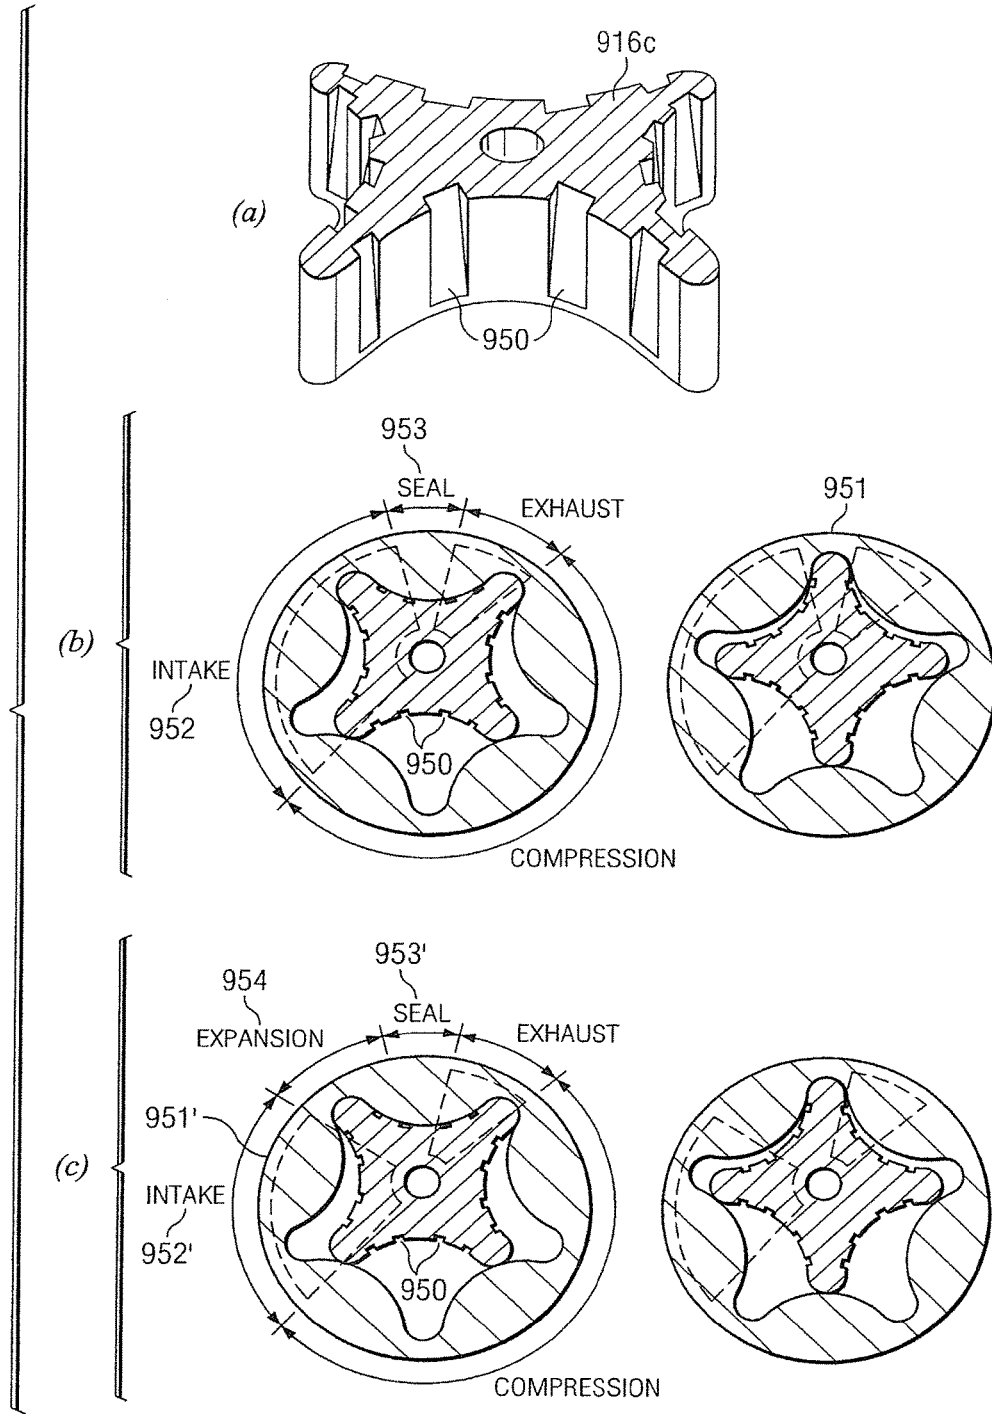 916c
(a)
950
953
SEAL
EXHAUST
951
(b)
INTAKE
952
950
COMPRESSION
953'
954
SEAL
EXPANSION
EXHAUST
951'
(c)
INTAKE
952'
950
COMPRESSION